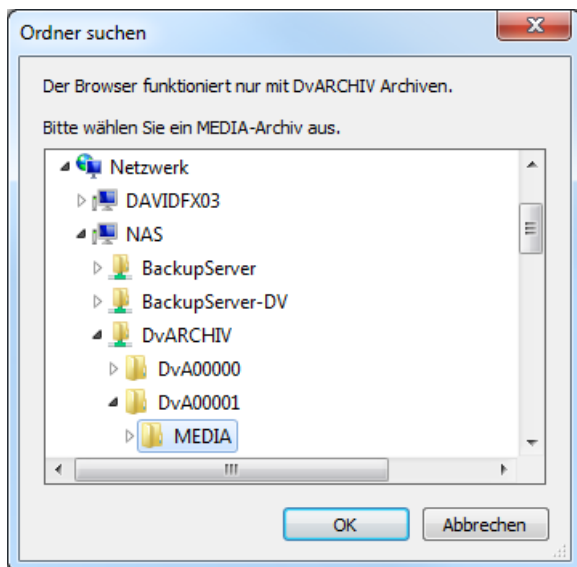 Ordner suchen
Der Browser funktioniert nur mit DvARCHIV Archiven.
Bitte wählen Sie ein MEDIA-Archiv aus.
Netzwerk
DAVIDFX03
NAS
BackupServer
BackupServer-DV
DvARCHIV
DvA00000
DvA00001
MEDIA
OK
Abbrechen